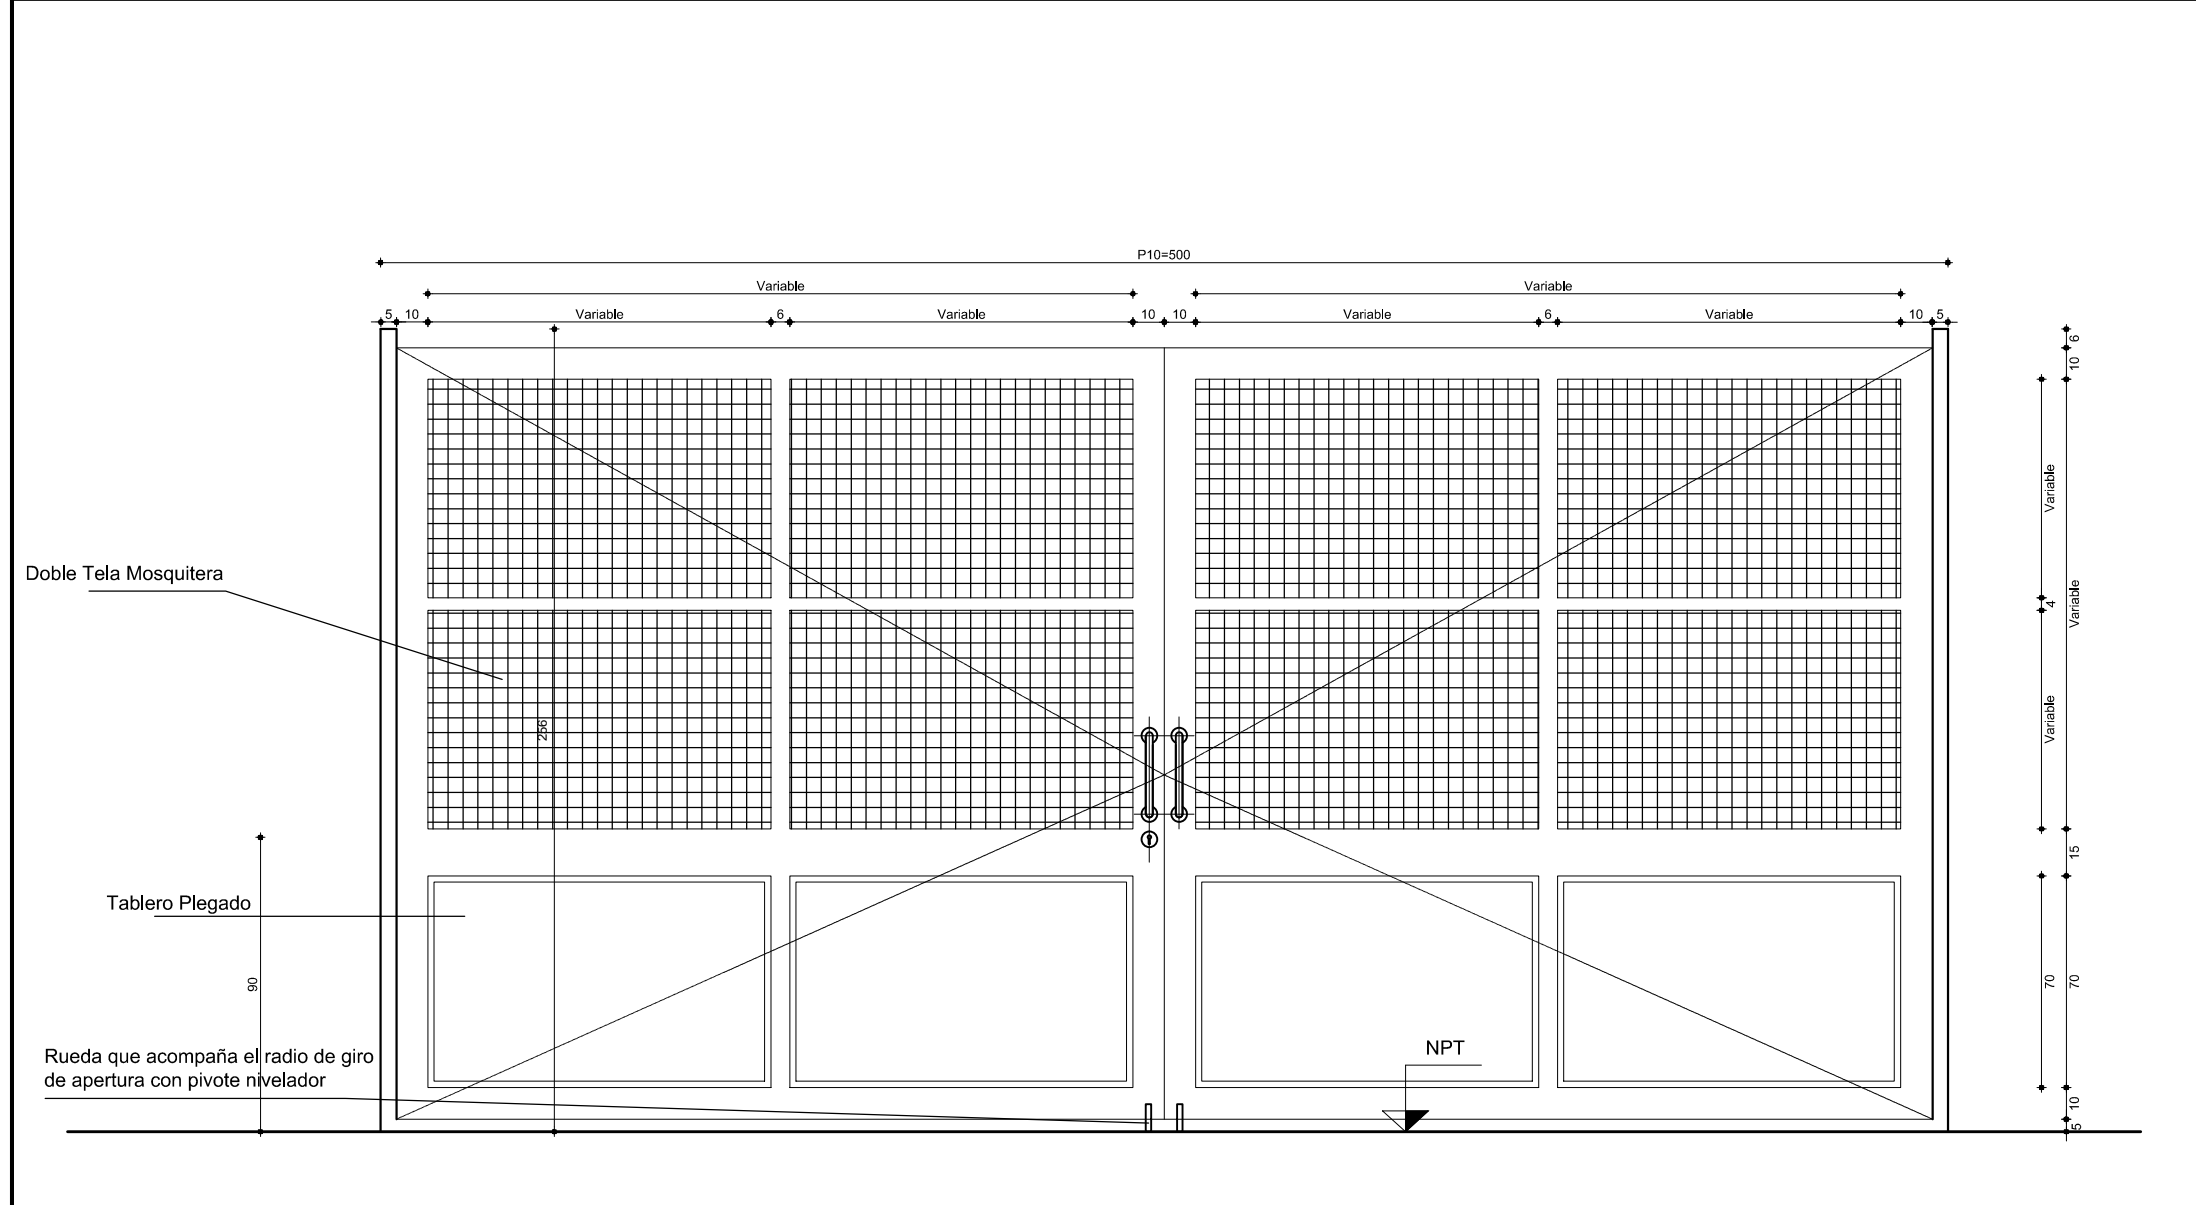 P10=500
Variable
Variable
5
10
Variable
6
Variable
10
10
Variable
6
Variable
10
5
6
10
Variable
Doble Tela Mosquitera
4
Variable
Variable
256
15
Tablero Plegado
90
70
70
NPT
Rueda que acompaña el radio de giro
de apertura con pivote nivelador
10
5